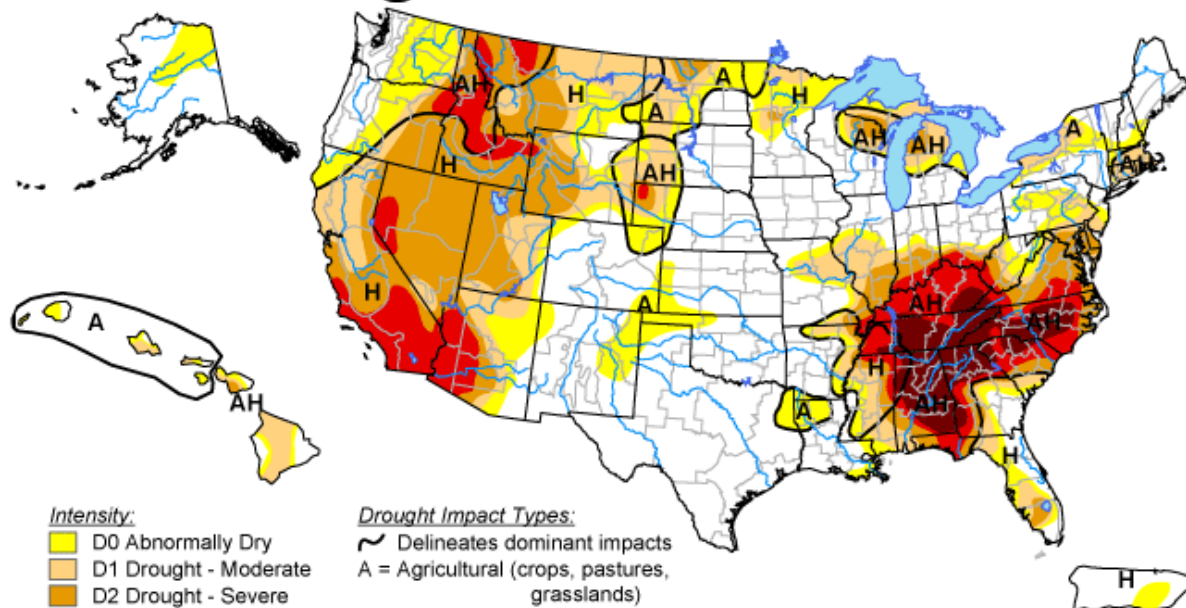 A
AH
H
A
H
A
AH
AH
A
AH
AH
H
H
A
AH
AH
H
AH
A
H
A
AH
H
Intensity:
D0 Abnormally Dry
D1 Drought - Moderate
D2 Drought - Severe
Drought Impact Types:
Delineates dominant impacts
A = Agricultural (crops, pastures,
grasslands)